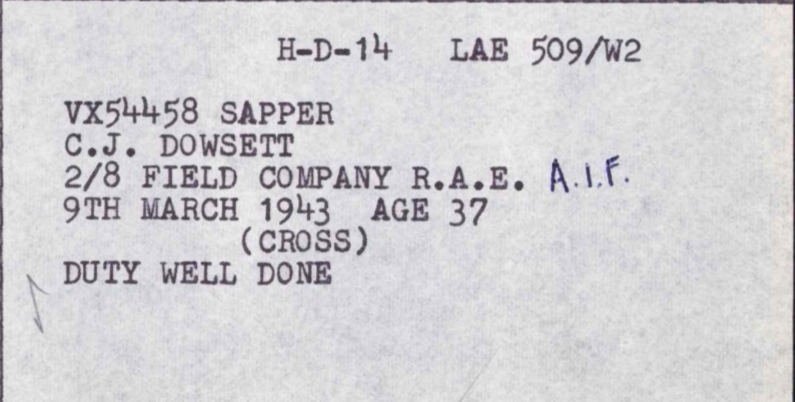 H-D-14 LAE 509/W2
VX54458 SAPPER
C.J. DOWSETT
2/8 FIELD COMPANY R.A.E. A.I.F.
9TH MARCH 1943 AGE 37
(CROSS)
DUTY WELL DONE